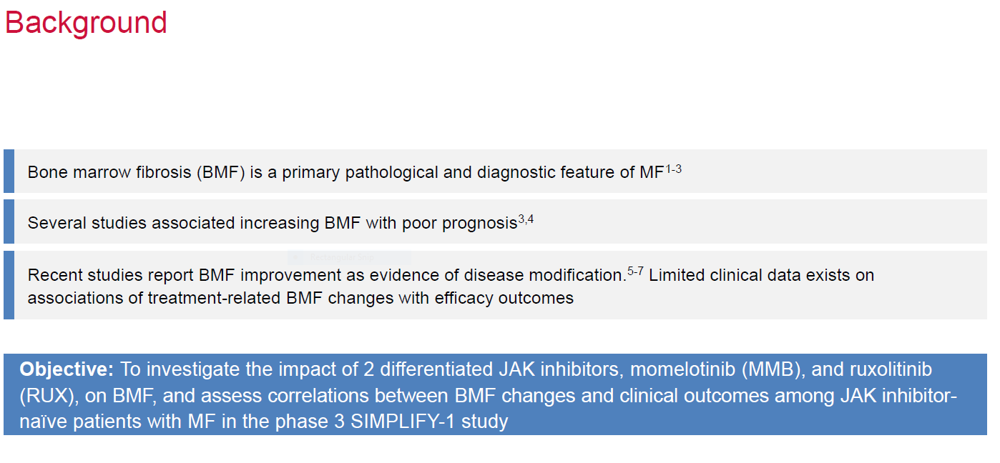 Background
Bone marrow fibrosis (BMF) is a primary pathological and diagnostic feature of MF1-3
Several studies associated increasing BMF with poor prognosis3,4
Recent studies report BMF improvement as evidence of disease modification.5-7 Limited clinical data exists on
associations of treatment-related BMF changes with efficacy outcomes
Objective: To investigate the impact of 2 differentiated JAK inhibitors, momelotinib (MMB), and ruxolitinib
(RUX), on BMF, and assess correlations between BMF changes and clinical outcomes among JAK inhibitor-
naïve patients with MF in the phase 3 SIMPLIFY-1 study